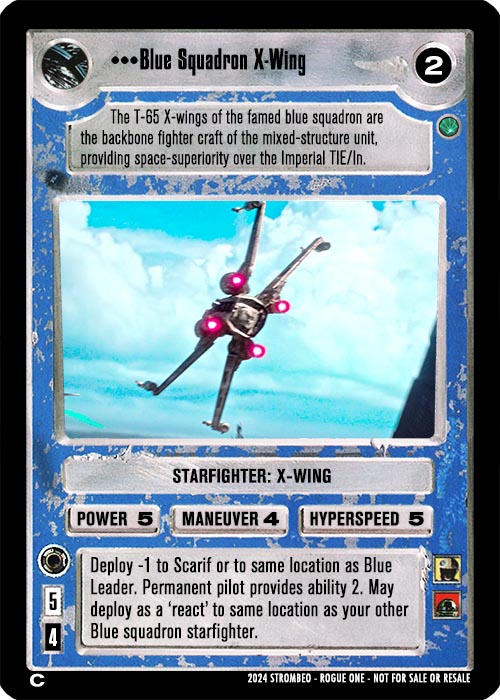 •••Blue Squadron X-Wing
2
The T-65 X-wings of the famed blue squadron are
the backbone fighter craft of the mixed-structure unit,
providing space-superiority over the Imperial TIE/In.
STARFIGHTER: X-WING
POWER 5 MANEUVER 4 HYPERSPEED 5
Deploy -1 to Scarif or to same location as Blue
Leader. Permanent pilot provides ability 2. May
deploy as a 'react' to same location as your other
Blue squadron starfighter.
5
4
C 2024 STROMBEO - ROGUE ONE - NOT FOR SALE OR RESALE